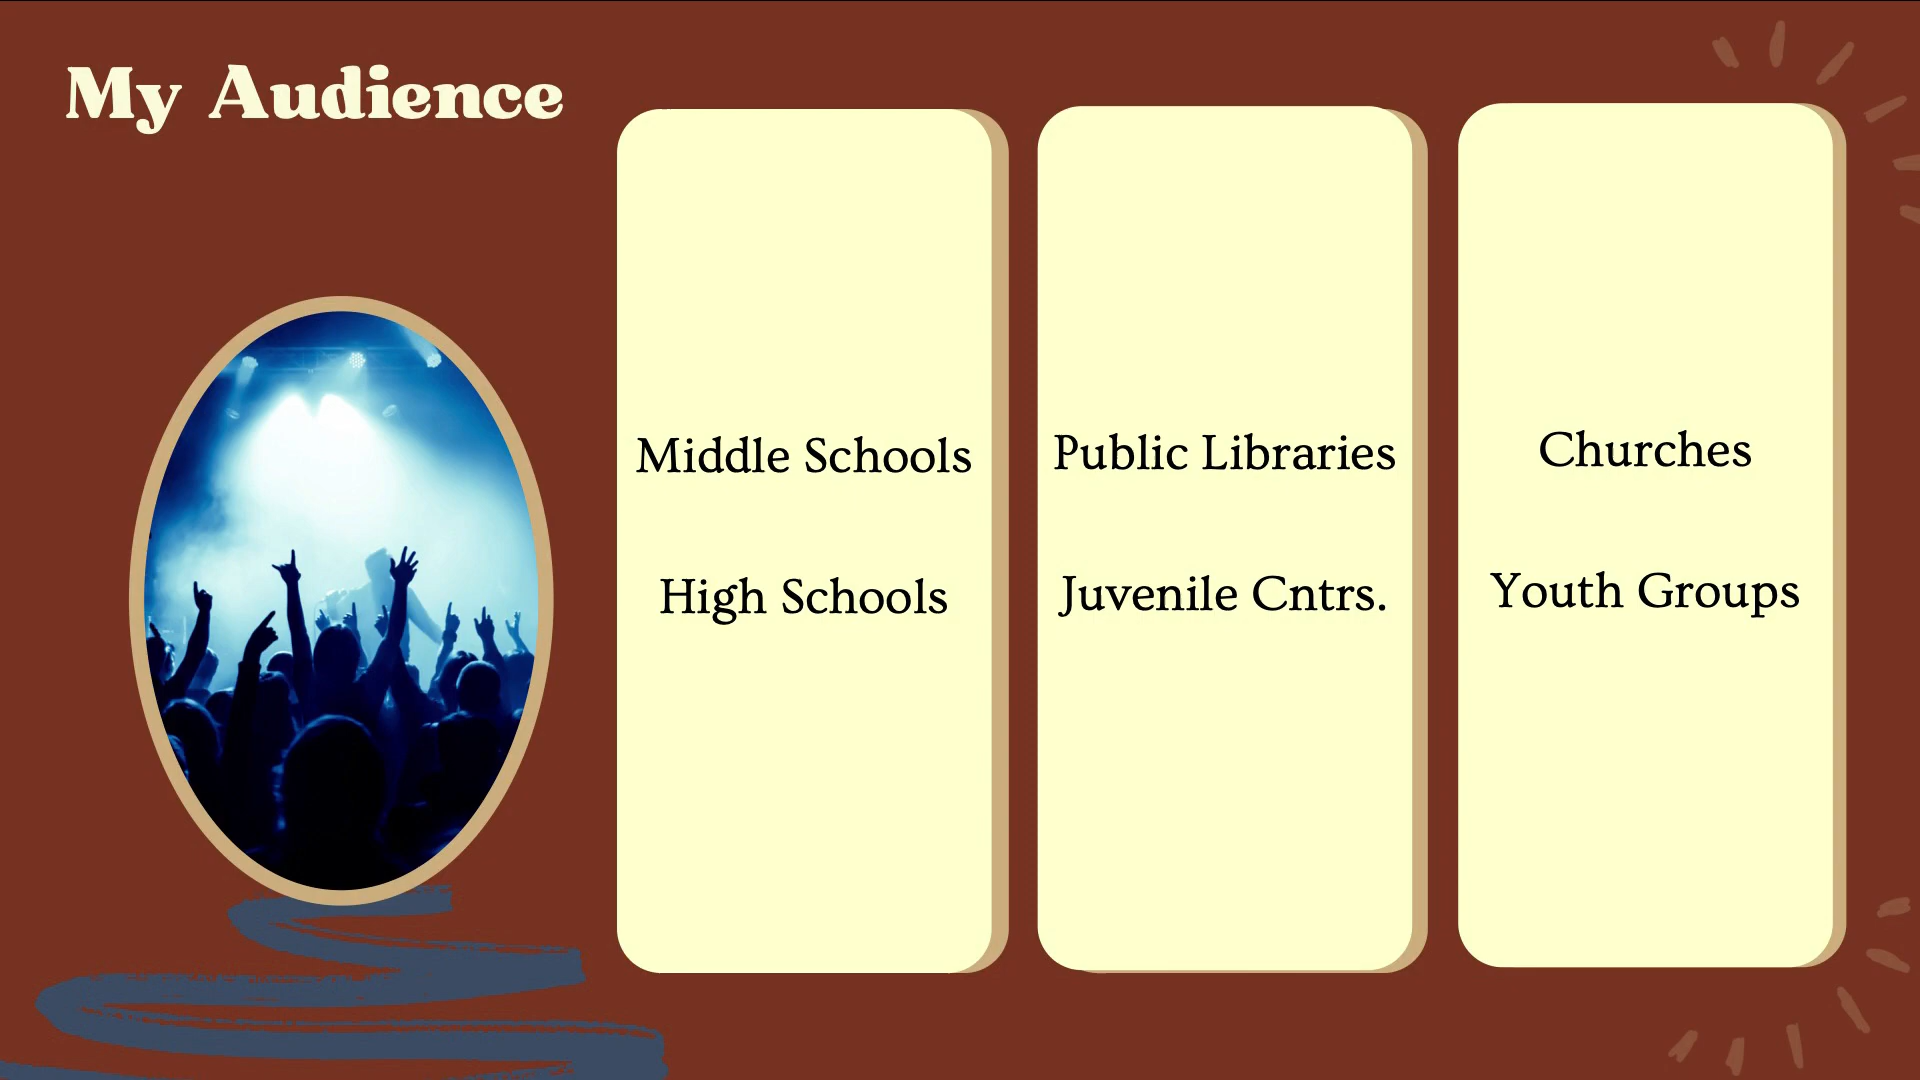 My Audience
Middle Schools
High Schools
Public Libraries
Juvenile Cntrs.
Churches
Youth Groups